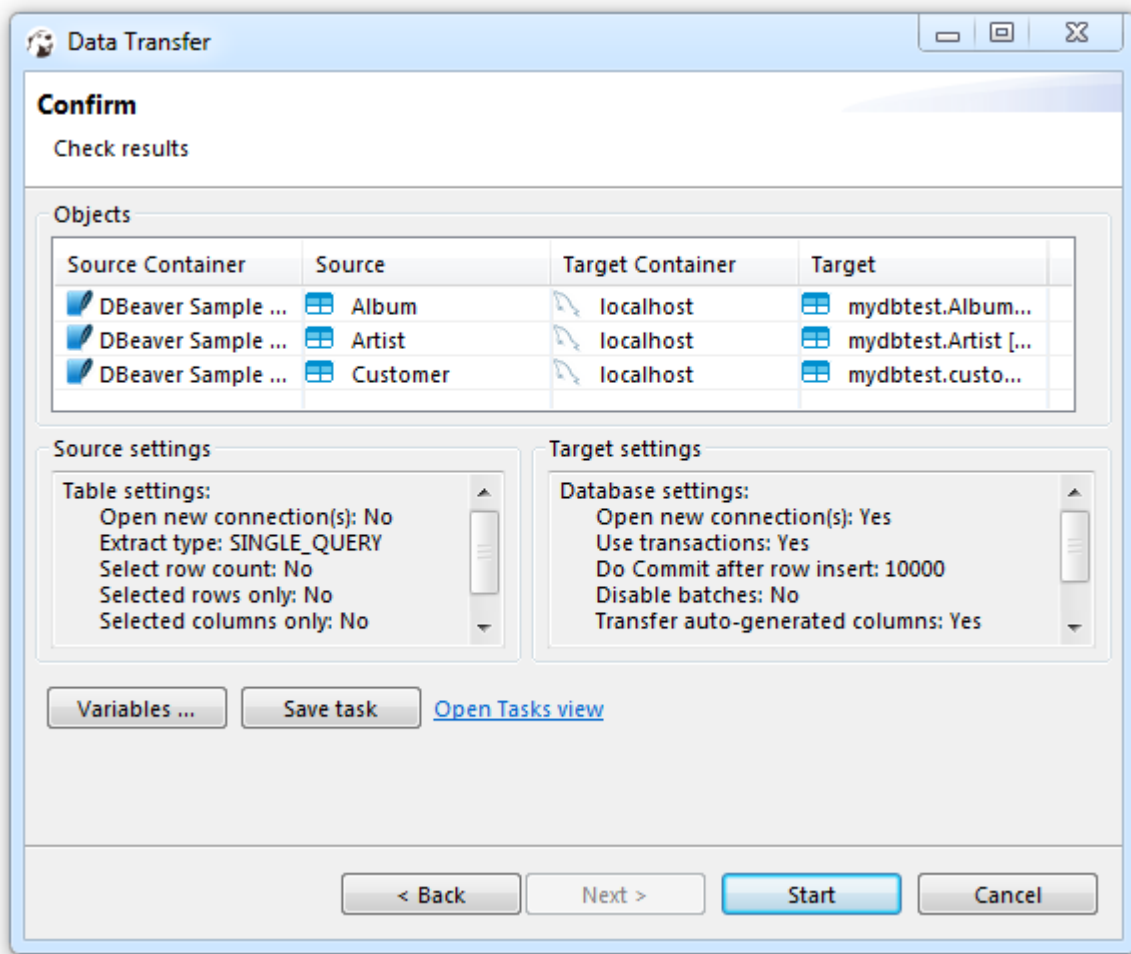 Data Transfer
Confirm
Check results
Objects
Source Container Source Target Container Target
DBeaver Sample ... Album localhost mydbtest.Album...
DBeaver Sample ... Artist localhost mydbtest.Artist [...
DBeaver Sample ... Customer localhost mydbtest.custo...
Source settings
Table settings:
Open new connection(s): No
Extract type: SINGLE_QUERY
Select row count: No
Selected rows only: No
Selected columns only: No
Target settings
Database settings:
Open new connection(s): Yes
Use transactions: Yes
Do Commit after row insert: 10000
Disable batches: No
Transfer auto-generated columns: Yes
Variables ... Save task Open Tasks view
< Back Next > Start Cancel